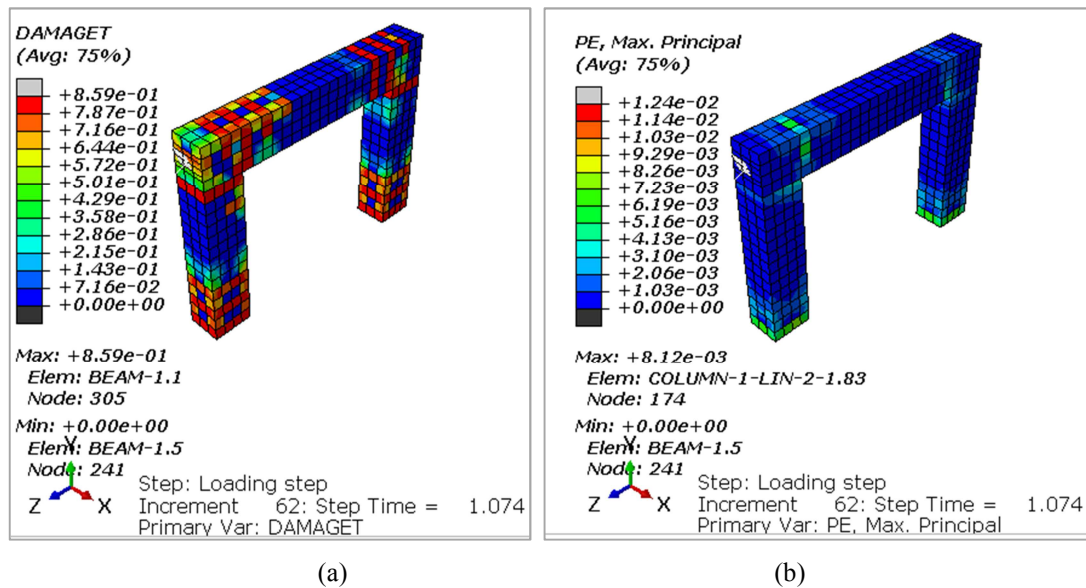 DAMAGET
(Avg: 75%)
+8.59e-01
+7.87e-01
+7.16e-01
+6.44e-01
+5.72e-01
+5.01e-01
+4.29e-01
+3.58e-01
+2.86e-01
+2.15e-01
+1.43e-01
+7.16e-02
+0.00e+00
Max: +8.59e-01
Elem: BEAM-1.1
Node: 305
Min: +0.00e+00
Elem: BEAM-1.5
Node: 241
Y
Z
X
Step: Loading step
Increment 62: Step Time = 1.074
Primary Var: DAMAGET
(a)
PE, Max. Principal
(Avg: 75%)
+1.24e-02
+1.14e-02
+1.03e-02
+9.29e-03
+8.26e-03
+7.23e-03
+6.19e-03
+5.16e-03
+4.13e-03
+3.10e-03
+2.06e-03
+1.03e-03
+0.00e+00
Max: +8.12e-03
Elem: COLUMN-1-LIN-2-1.83
Node: 174
Min: +0.00e+00
Elem: BEAM-1.5
Node: 241
Y
Z
X
Step: Loading step
Increment 62: Step Time = 1.074
Primary Var: PE, Max. Principal
(b)